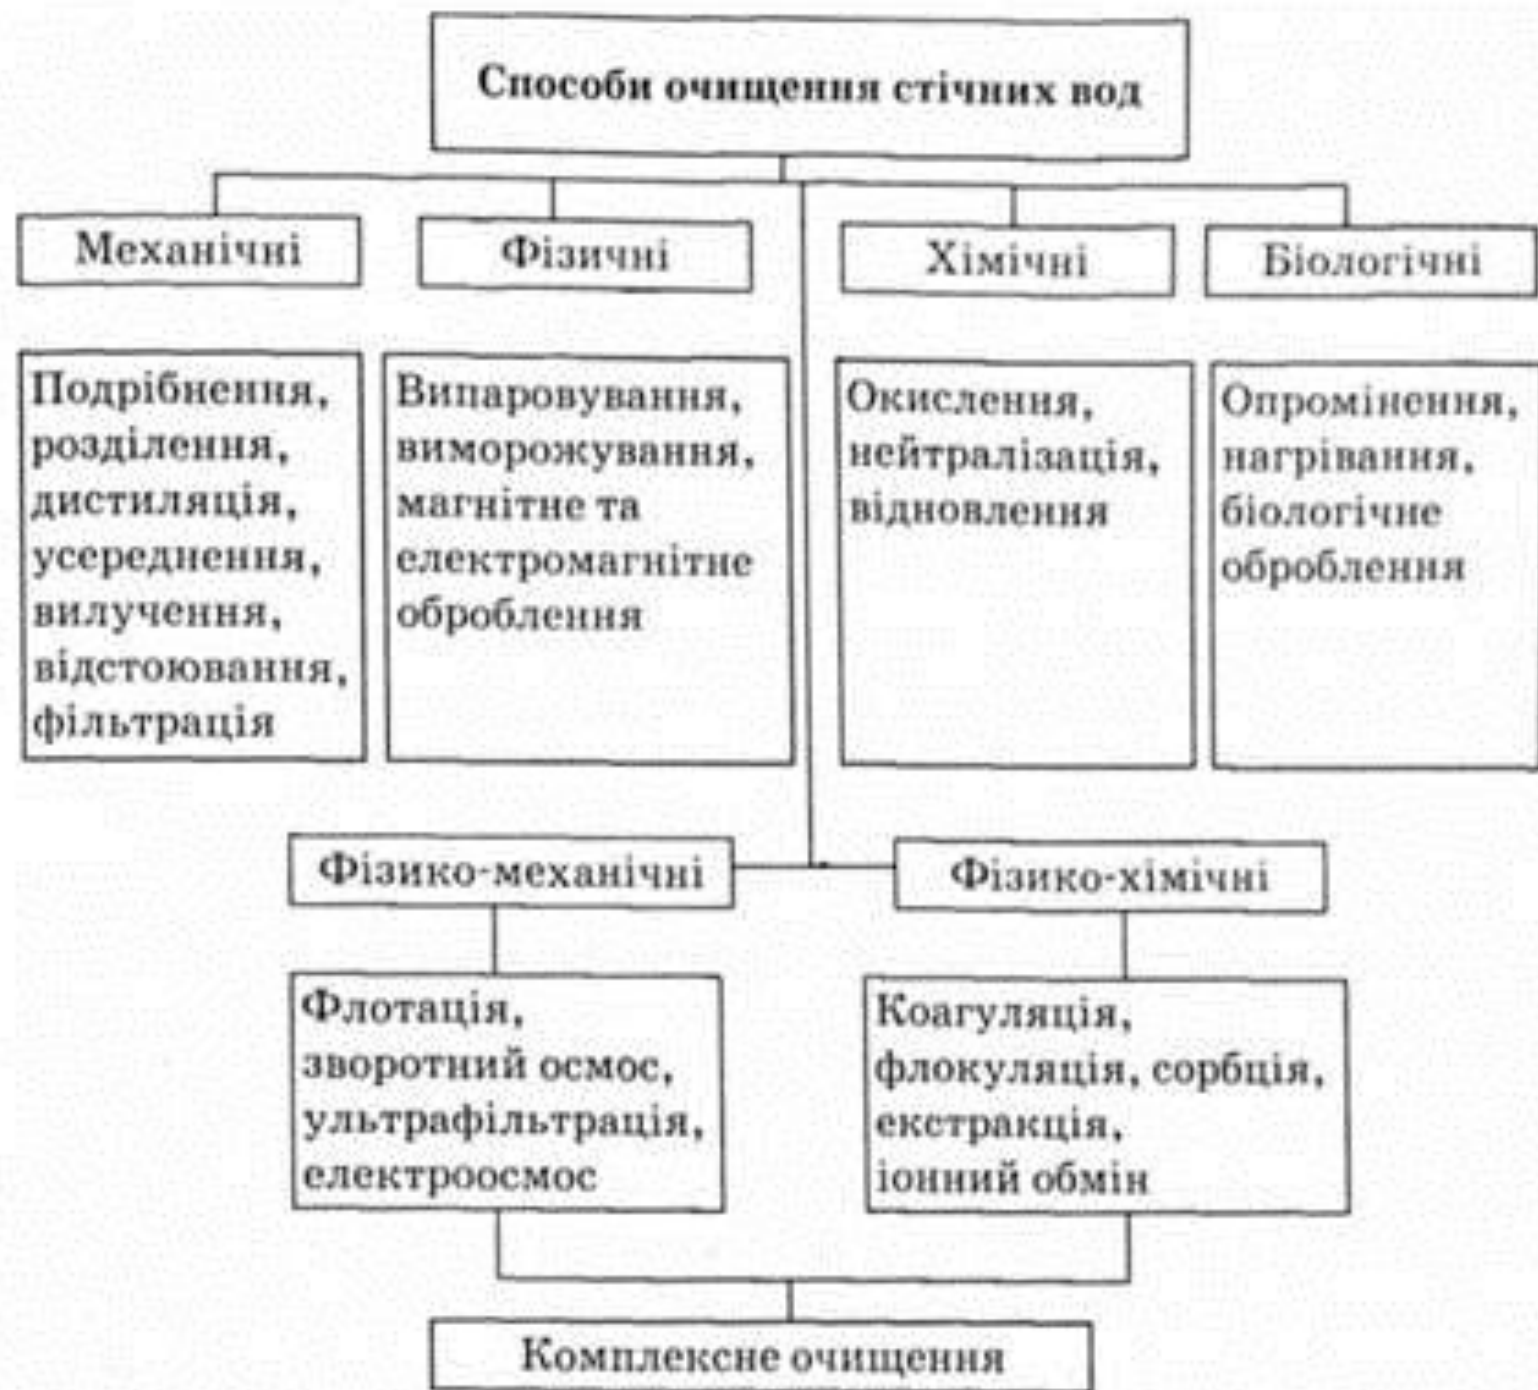 Способи очищення стічних вод
Механічні
Фізичні
Хімічні
Біологічні
Подрібнення,
розділення,
дистиляція,
усереднення,
вилучення,
відстоювання,
фільтрація
Випаровування,
виморожування,
магнітне та
електромагнітне
оброблення
Окислення,
нейтралізація,
відновлення
Опромінення,
нагрівання,
біологічне
оброблення
Фізико-механічні
Фізико-хімічні
Флотація,
зворотний осмос,
ультрафільтрація,
електроосмос
Коагуляція,
флокуляція, сорбція,
екстракція,
іонний обмін
Комплексне очищення